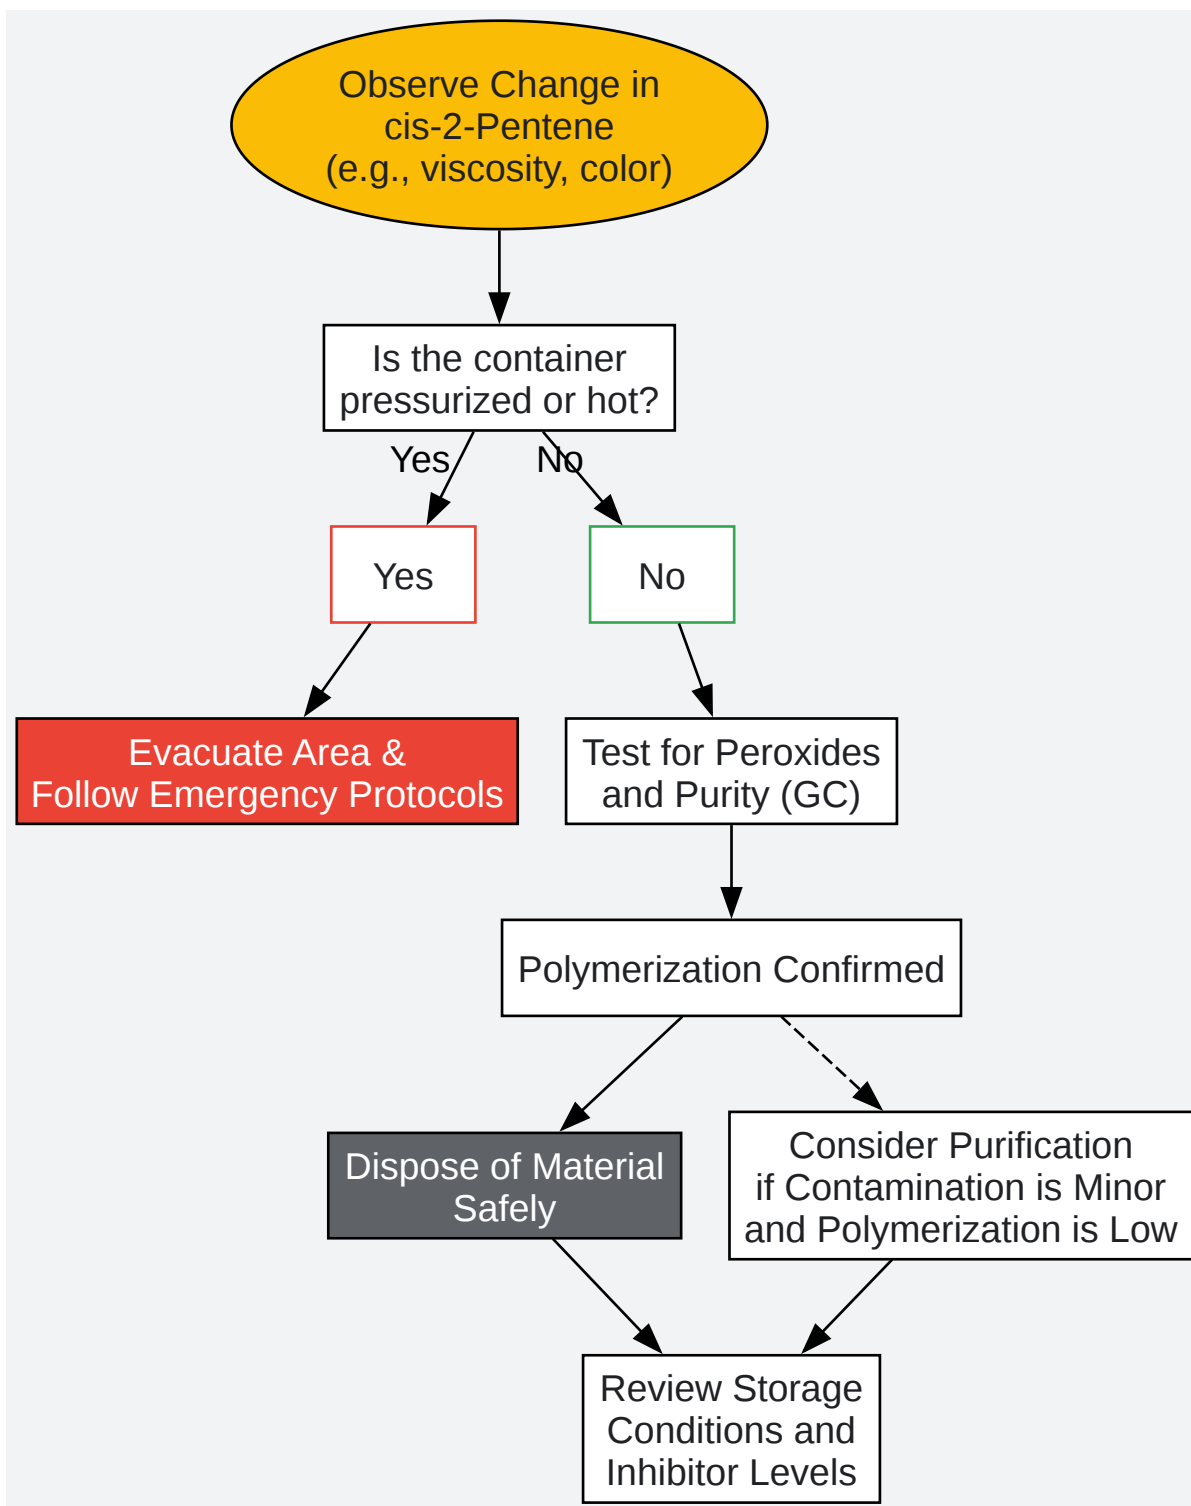 Observe Change in
cis-2-Pentene
(e.g., viscosity, color)
Is the container
pressurized or hot?
Yes
No
Yes
No
Evacuate Area &
Follow Emergency Protocols
Test for Peroxides
and Purity (GC)
Polymerization Confirmed
Dispose of Material
Safely
Consider Purification
if Contamination is Minor
and Polymerization is Low
Review Storage
Conditions and
Inhibitor Levels